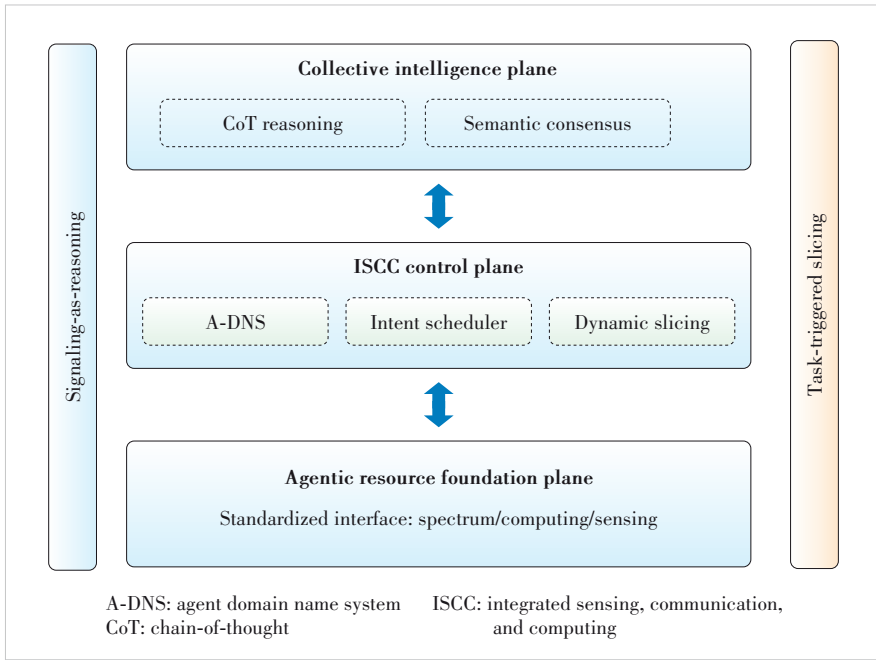 Signaling-as-reasoning
Collective intelligence plane
CoT reasoning
Semantic consensus
ISCC control plane
A-DNS
Intent scheduler
Dynamic slicing
Agentic resource foundation plane
Standardized interface: spectrum/computing/sensing
Task-triggered slicing
A-DNS: agent domain name system
CoT: chain-of-thought
ISCC: integrated sensing, communication,
and computing